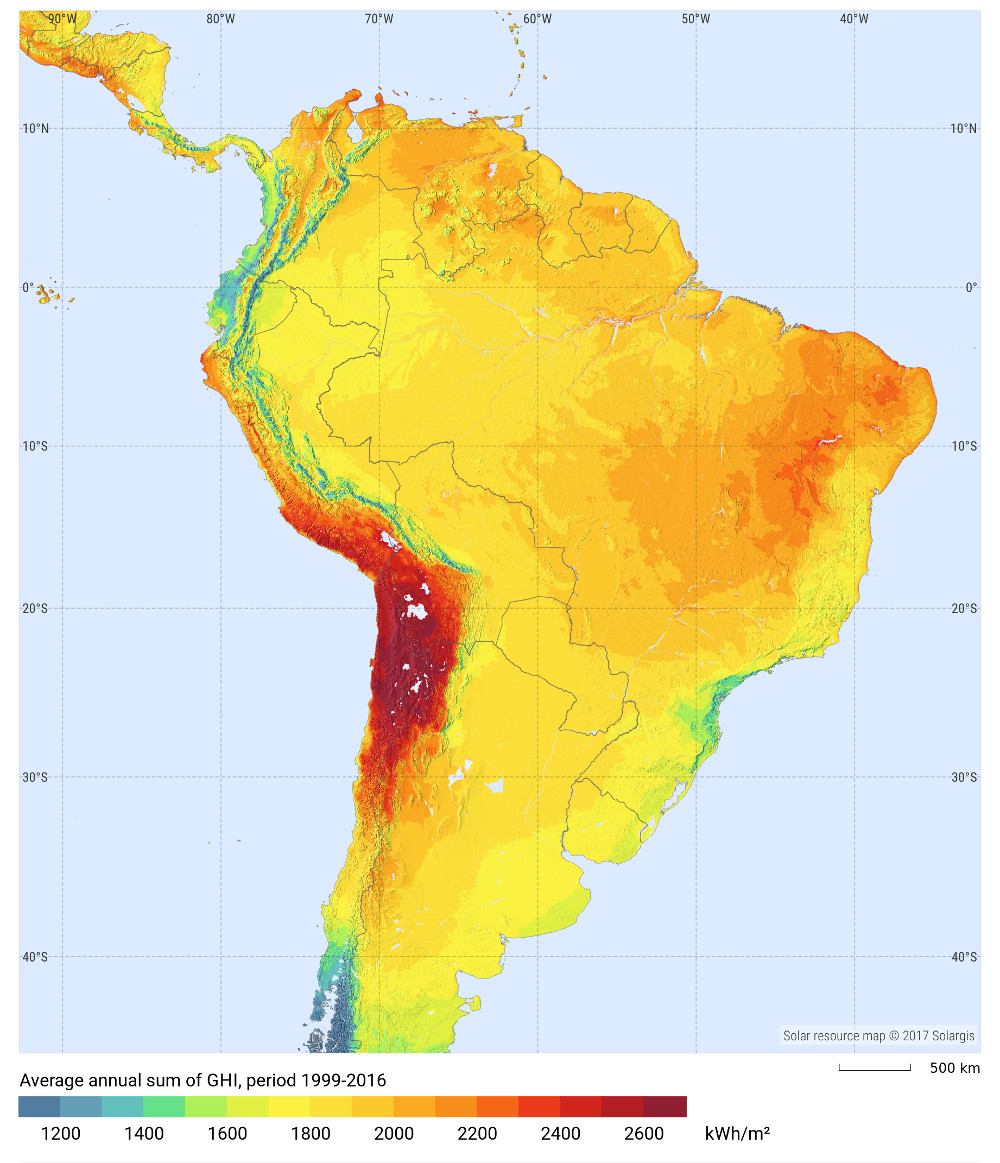 90°W 80°W 70°W 60°W 50°W 40°W
10°N 10°N
0° 0°
10°S 10°S
20°S 20°S
30°S 30°S
40°S 40°S
Solar resource map © 2017 Solargis
500 km
Average annual sum of GHI, period 1999-2016
1200 1400 1600 1800 2000 2200 2400 2600 kWh/m²